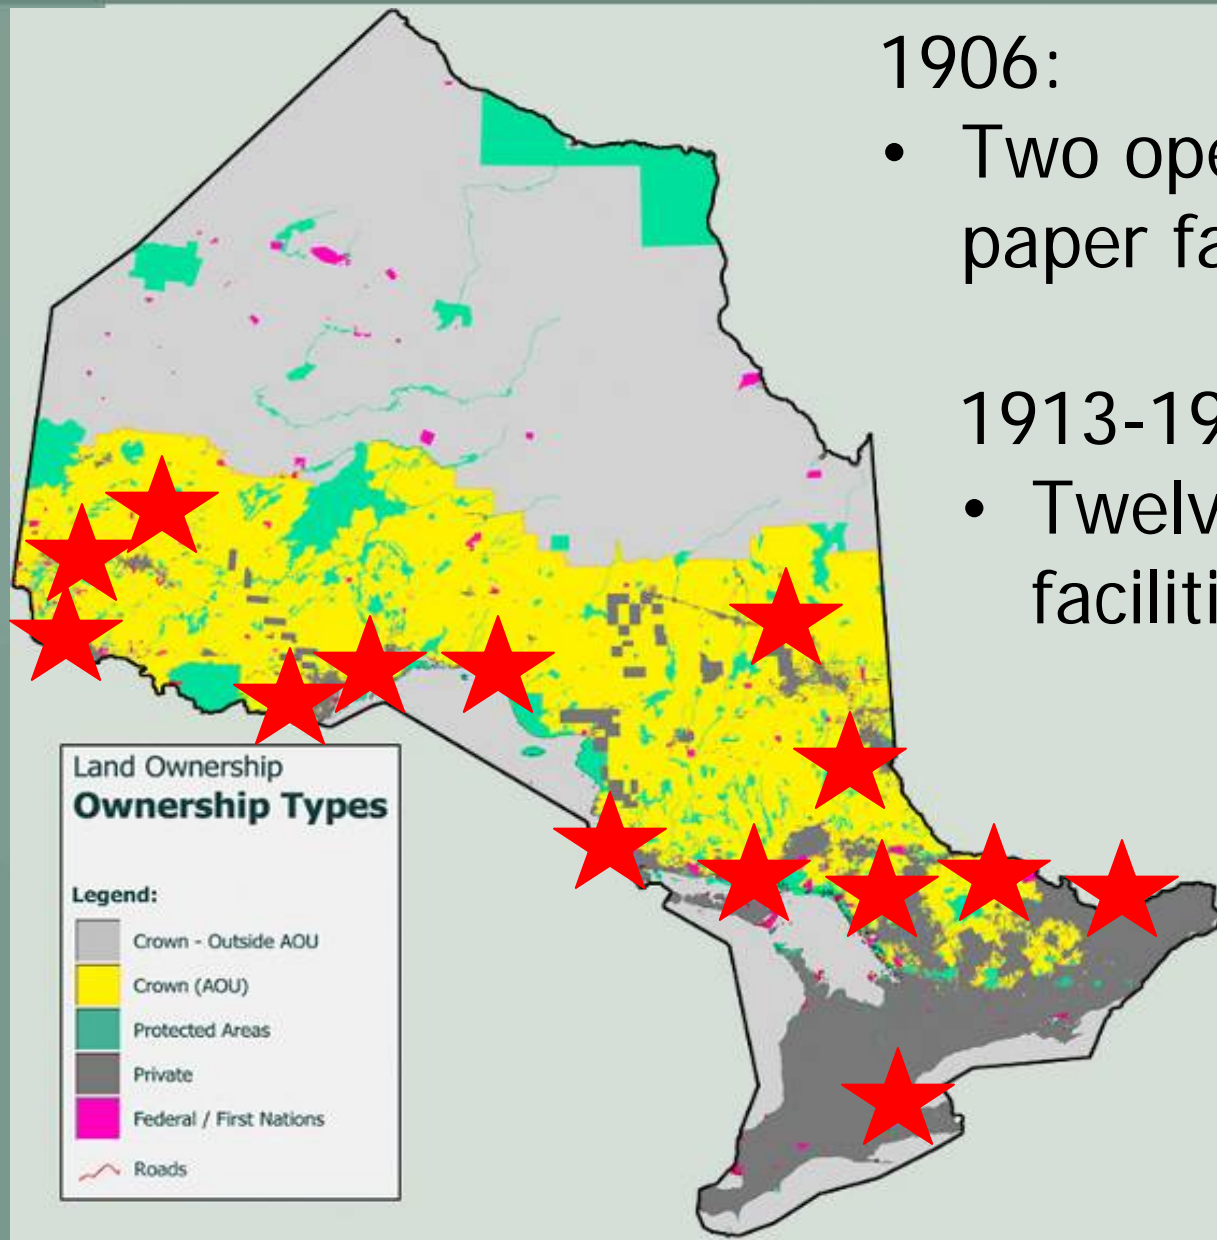 1906:
• Two ope
paper fa
1913-19
• Twelv
faciliti
Land Ownership
Ownership Types
Legend:
Crown - Outside AOU
Crown (AOU)
Protected Areas
Private
Federal / First Nations
Roads